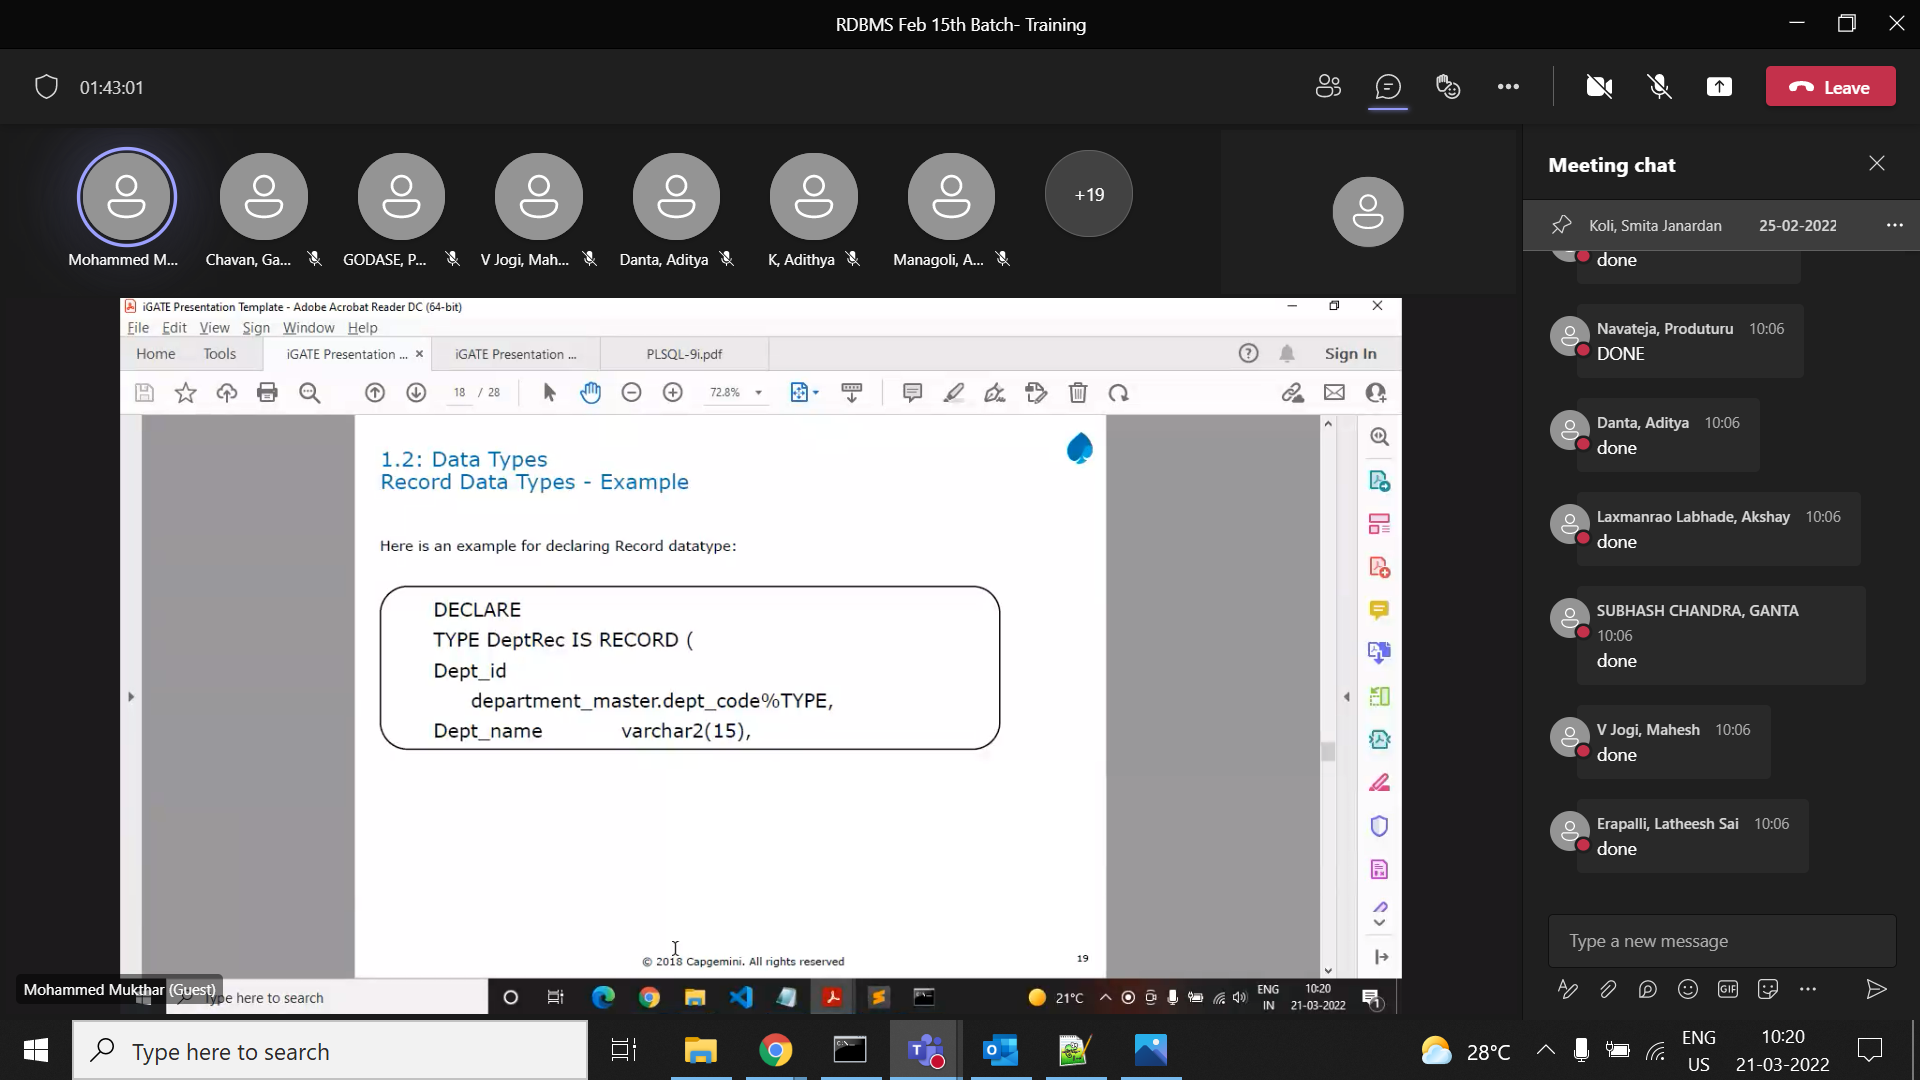 RDBMS Feb 15th Batch- Training
01:43:01
Leave
Mohammed M...
Chavan, Ga...
GODASE, P...
V Jogi, Mah...
Danta, Aditya
K, Adithya
Managoli, A...
+19
iGATE Presentation Template - Adobe Acrobat Reader DC (64-bit)
File Edit View Sign Window Help
Home Tools iGATE Presentation ... × iGATE Presentation ... PLSQL-9i.pdf Sign In
18 / 28 72.8%
1.2: Data Types
Record Data Types - Example
Here is an example for declaring Record datatype:
DECLARE
TYPE DeptRec IS RECORD (
Dept_id
department_master.dept_code%TYPE,
Dept_name varchar2(15),
© 2018 Capgemini. All rights reserved
19
Mohammed Mukthar (Guest)
Type here to search
21°C
ENG
IN
10:20
21-03-2022
1
Meeting chat
Koli, Smita Janardan 25-02-2022
done
Navateja, Produturu 10:06
DONE
Danta, Aditya 10:06
done
Laxmanrao Labhade, Akshay 10:06
done
SUBHASH CHANDRA, GANTA
10:06
done
V Jogi, Mahesh 10:06
done
Erapalli, Latheesh Sai 10:06
done
Type a new message
GIF
Type here to search
28°C
ENG
US
10:20
21-03-2022